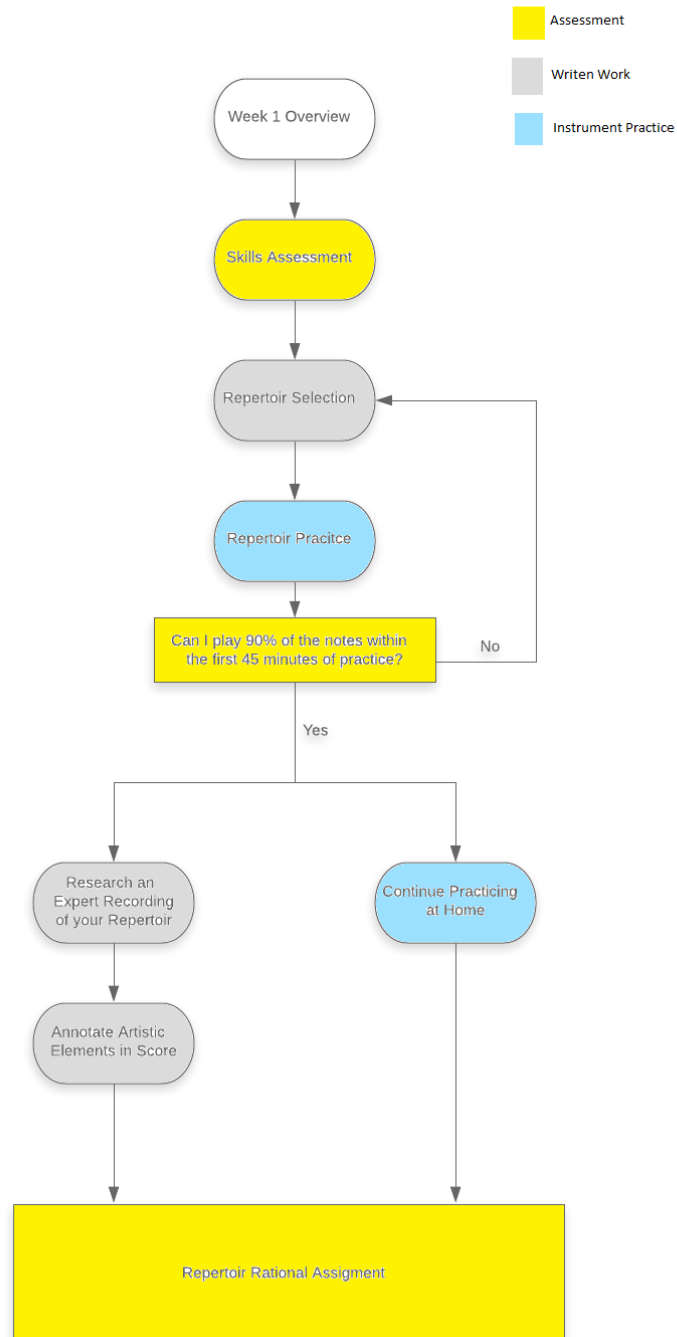 Assessment
Writen Work
Instrument Practice
Week 1 Overview
Skills Assessment
Repertoir Selection
Repertoir Pracitce
Can I play 90% of the notes within
the first 45 minutes of practice?
No
Yes
Research an
Expert Recording
of your Repertoir
Continue Practicing
at Home
Annotate Artistic
Elements in Score
Repertoir Rational Assigment